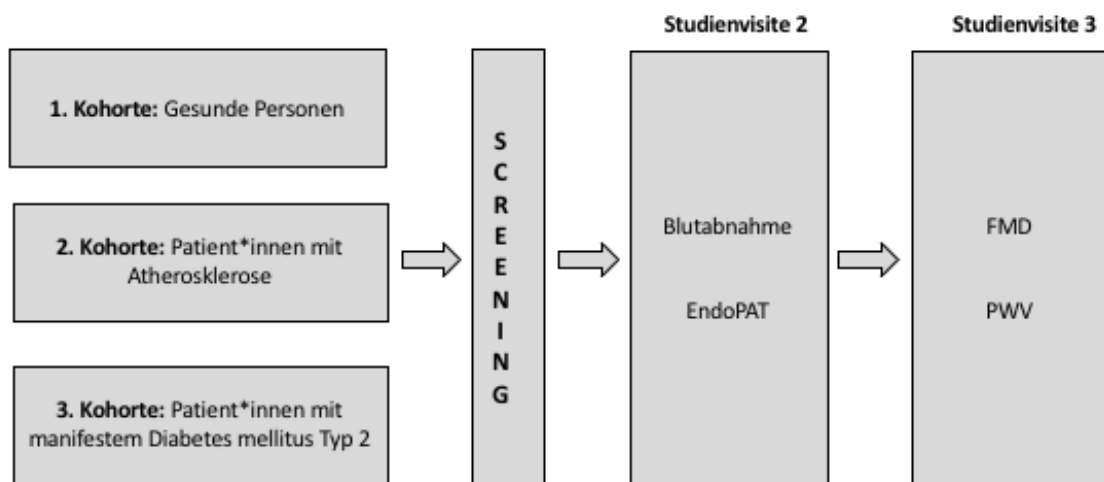 Studienvisite 2
Studienvisite 3
1. Kohorte: Gesunde Personen
2. Kohorte: Patient*innen mit
Atherosklerose
3. Kohorte: Patient*innen mit
manifestem Diabetes mellitus Typ 2
S
C
R
E
E
N
I
N
G
Blutabnahme
EndoPAT
FMD
PWV